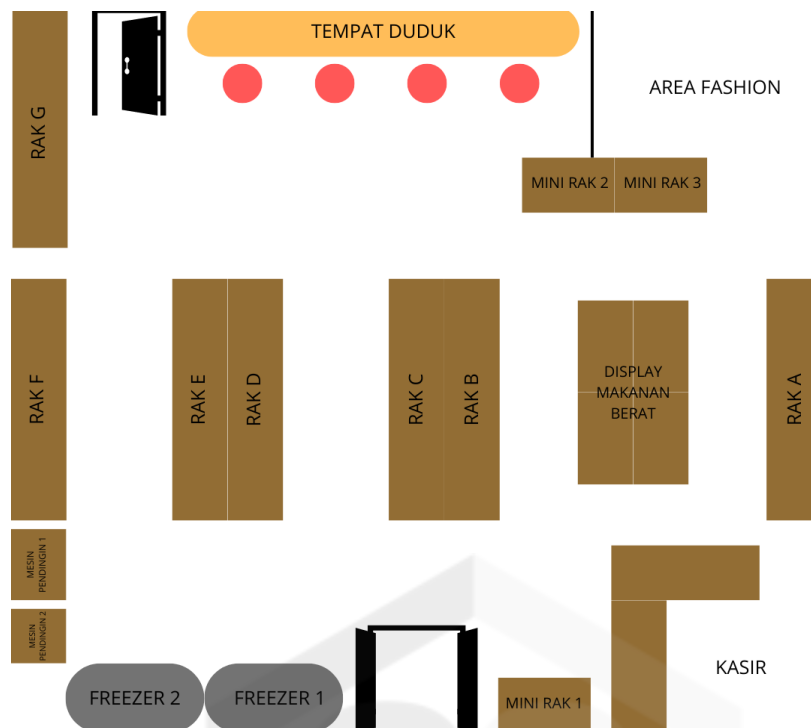 TEMPAT DUDUK
AREA FASHION
RAK G
MINI RAK 2
MINI RAK 3
RAK F
RAK E
RAK D
RAK C
RAK B
DISPLAY
MAKANAN
BERAT
RAK A
MESIN
PENDINGIN 1
MESIN
PENDINGIN 2
KASIR
FREEZER 2
FREEZER 1
MINI RAK 1